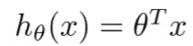 h_θ(x) = θ^T x